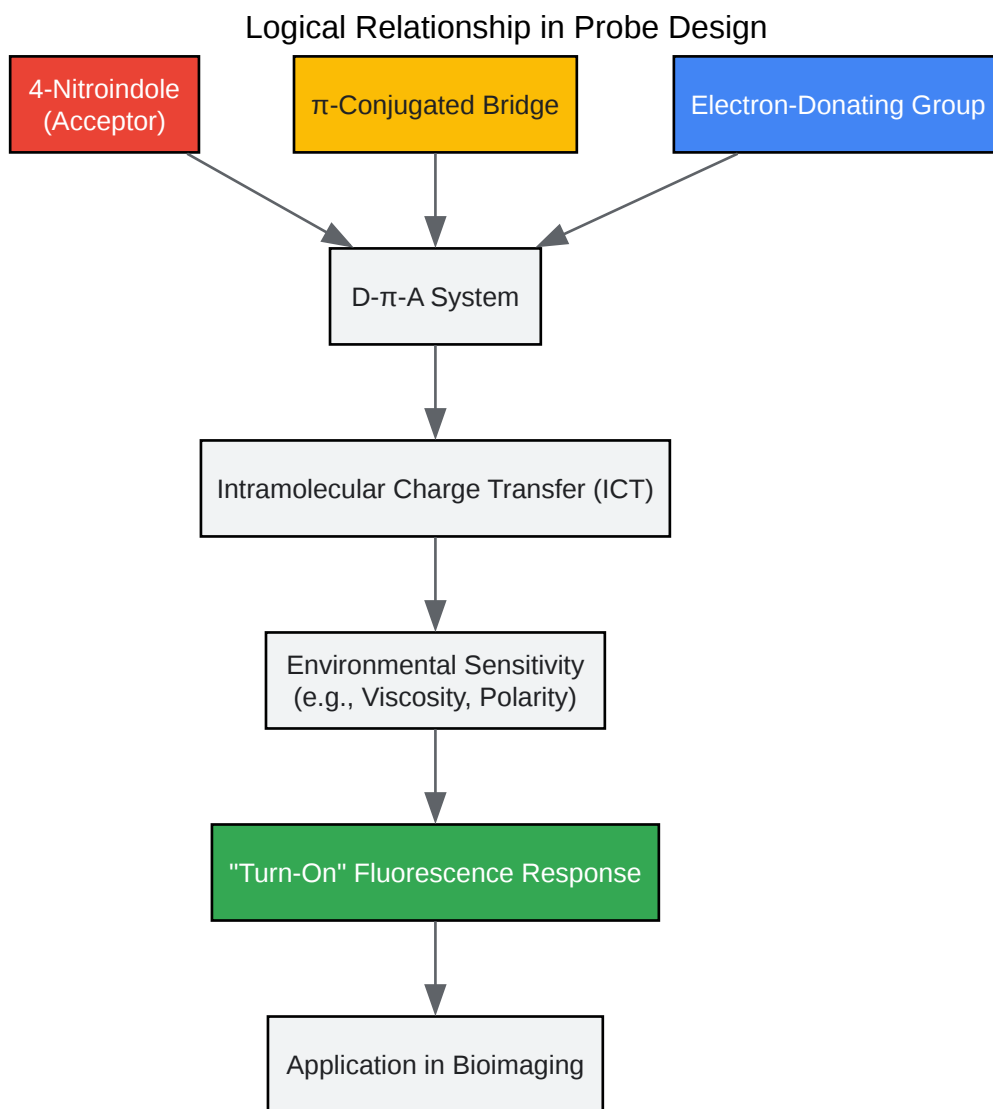 Logical Relationship in Probe Design
4-Nitroindole
(Acceptor)
π-Conjugated Bridge
Electron-Donating Group
D-π-A System
Intramolecular Charge Transfer (ICT)
Environmental Sensitivity
(e.g., Viscosity, Polarity)
"Turn-On" Fluorescence Response
Application in Bioimaging